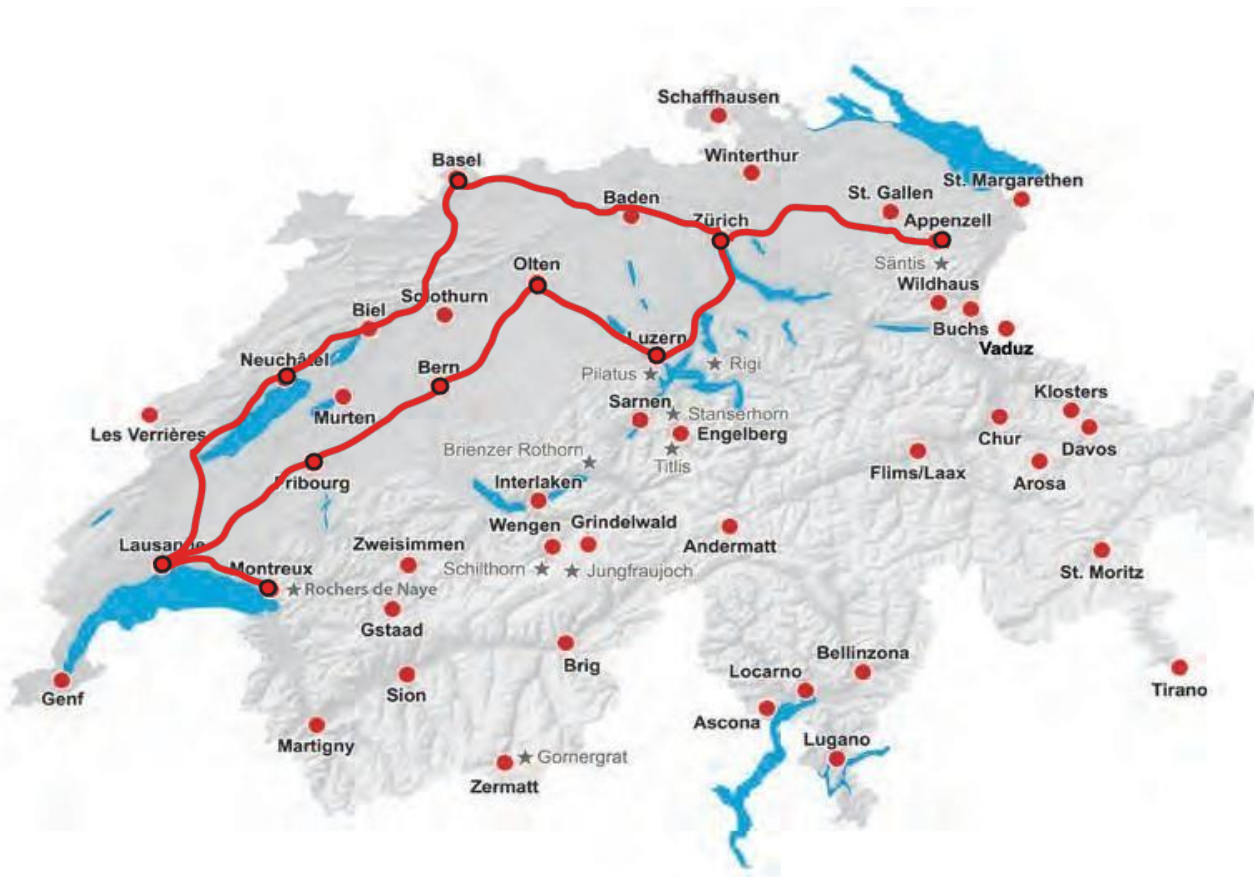 Schaffhausen
Basel
Winterthur
St. Gallen
St. Margarethen
Baden
Zürich
Appenzell
Säntis
Olten
Wildhaus
Solothurn
Biel
Buchs
Luzern
Vaduz
Neuchâtel
Bern
Rigi
Pilatus
Klosters
Murten
Sarnen
Stanserhorn
Les Verrières
Engelberg
Chur
Davos
Brienzer Rothorn
Titlis
Flims/Laax
Arosa
Fribourg
Interlaken
Wengen
Grindelwald
Lausanne
Zweisimmen
Andermatt
Montreux
Schilthorn
Jungfraujoch
St. Moritz
Rochers de Naye
Gstaad
Bellinzona
Brig
Locarno
Genf
Sion
Tirano
Ascona
Martigny
Lugano
Gornergrat
Zermatt